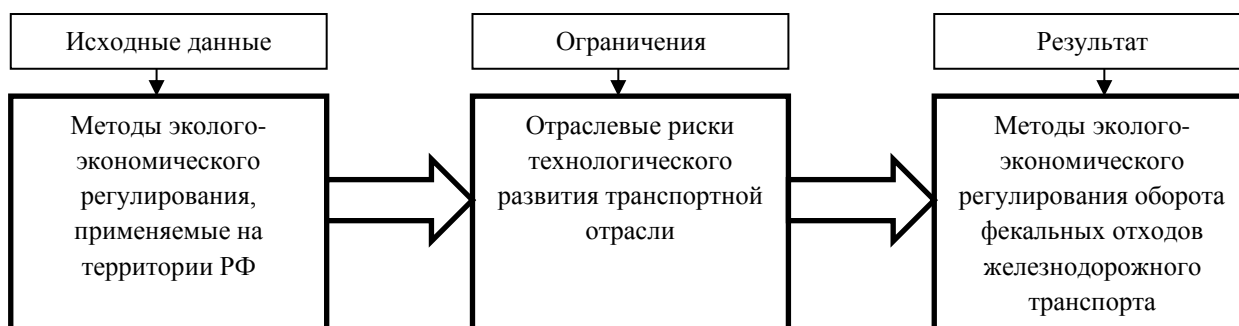 Исходные данные
Ограничения
Результат
Методы эколого-
экономического
регулирования,
применяемые на
территории РФ
Отраслевые риски
технологического
развития транспортной
отрасли
Методы эколого-
экономического
регулирования оборота
фекальных отходов
железнодорожного
транспорта